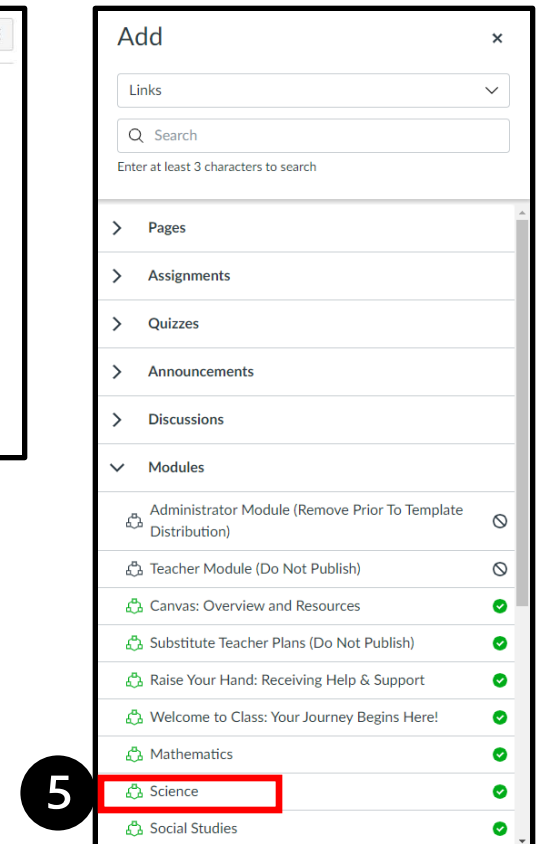 Add
Links
Search
Enter at least 3 characters to search
Pages
Assignments
Quizzes
Announcements
Discussions
Modules
Administrator Module (Remove Prior To Template
Distribution)
Teacher Module (Do Not Publish)
Canvas: Overview and Resources
Substitute Teacher Plans (Do Not Publish)
Raise Your Hand: Receiving Help & Support
Welcome to Class: Your Journey Begins Here!
Mathematics
5
Science
Social Studies